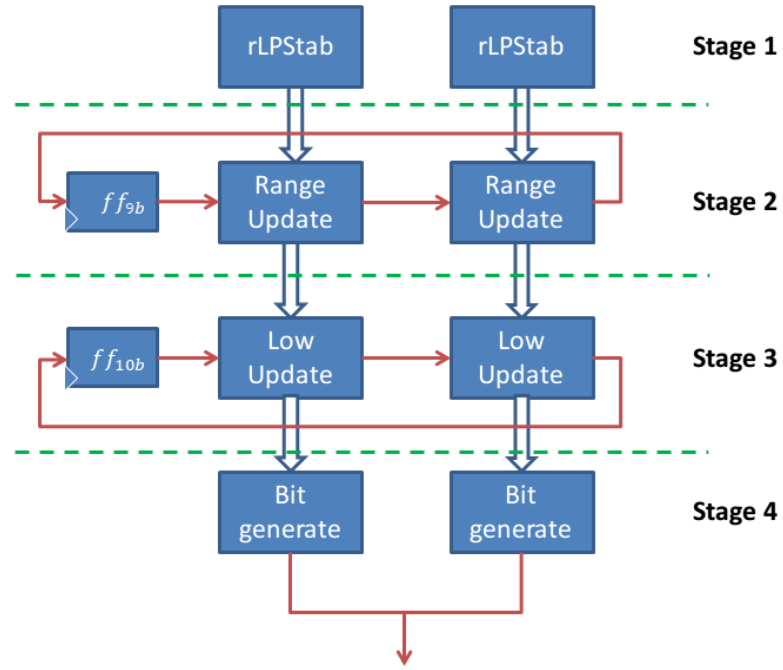 rLPStab rLPStab Stage 1
ff9b Range Update Range Update Stage 2
ff10b Low Update Low Update Stage 3
Bit generate Bit generate Stage 4